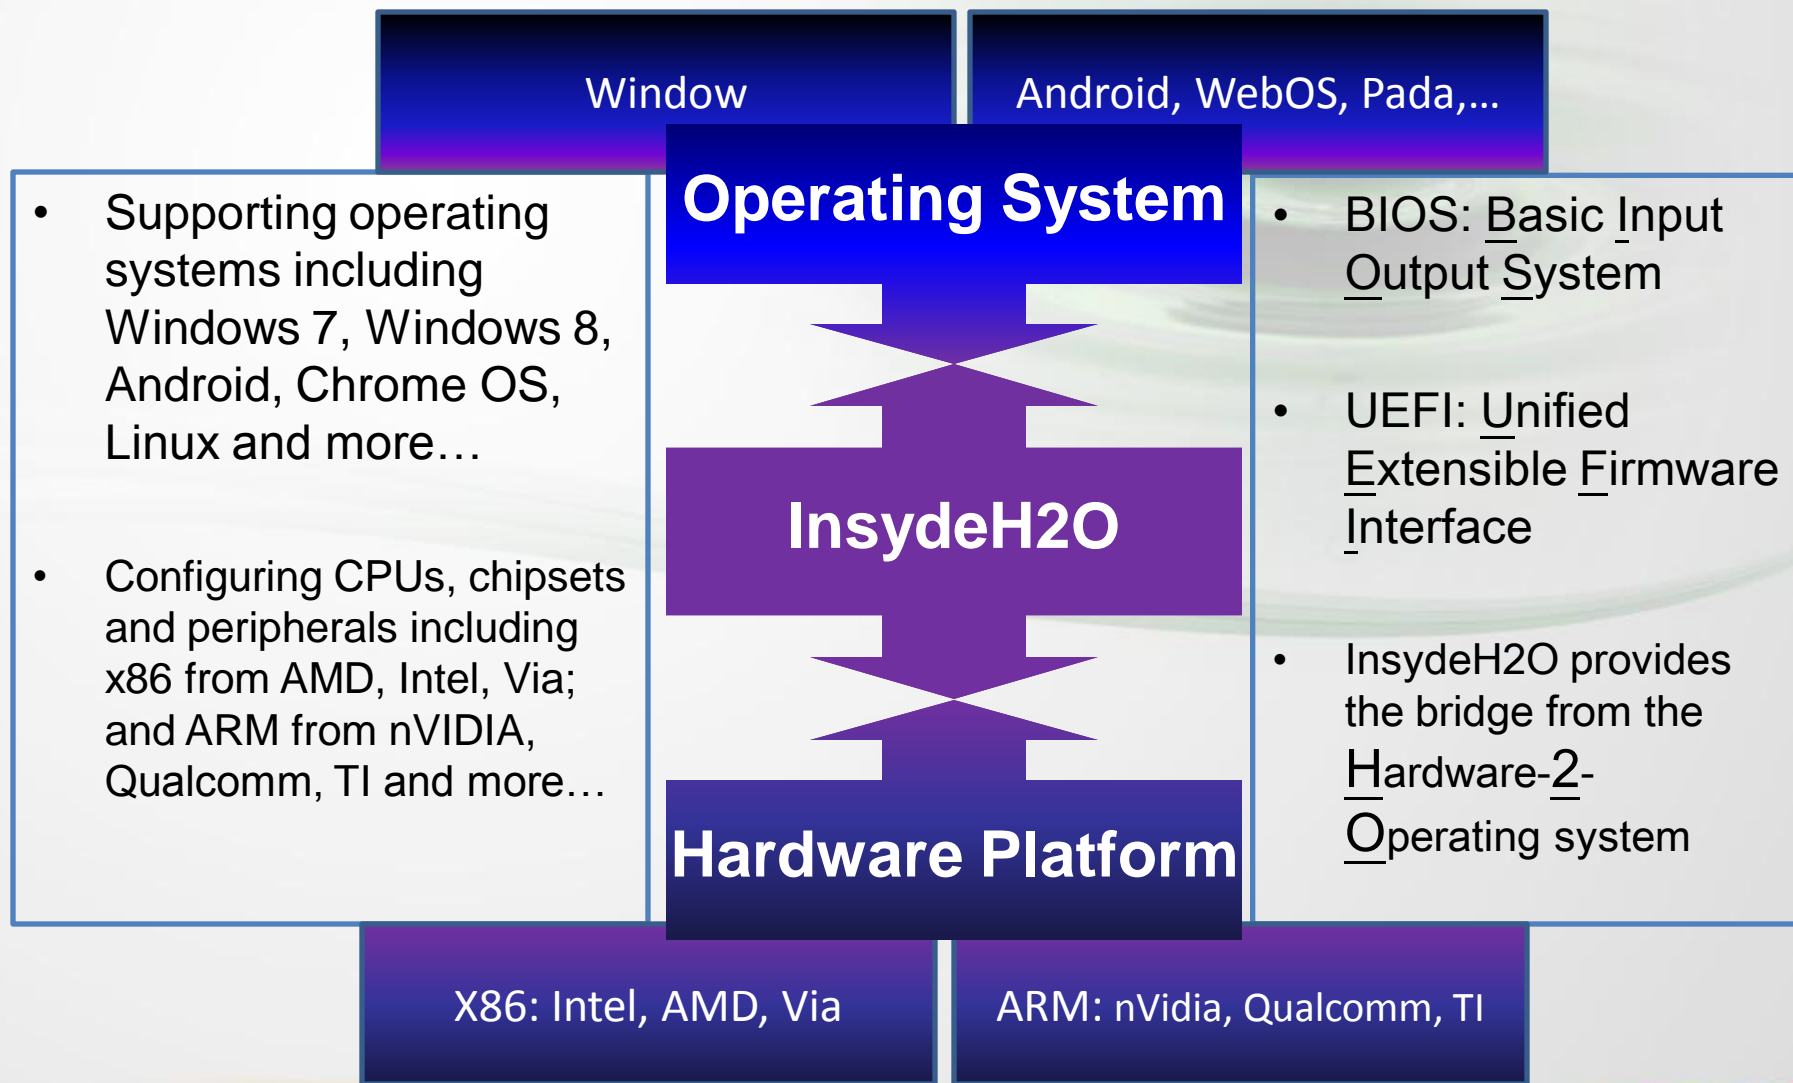 Window
Android, WebOS, Pada,...
Operating System
• Supporting operating
systems including
Windows 7, Windows 8,
Android, Chrome OS,
Linux and more…
• Configuring CPUs, chipsets
and peripherals including
x86 from AMD, Intel, Via;
and ARM from nVIDIA,
Qualcomm, TI and more…
InsydeH2O
• BIOS: Basic Input
Output System
• UEFI: Unified
Extensible Firmware
Interface
• InsydeH2O provides
the bridge from the
Hardware-2-
Operating system
Hardware Platform
X86: Intel, AMD, Via
ARM: nVidia, Qualcomm, TI